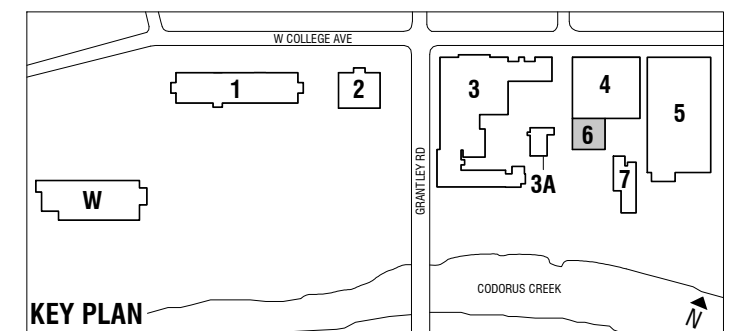 W COLLEGE AVE
1
2
3
4
5
6
GRANTLEY RD
3A
7
W
CODORUS CREEK
KEY PLAN
N